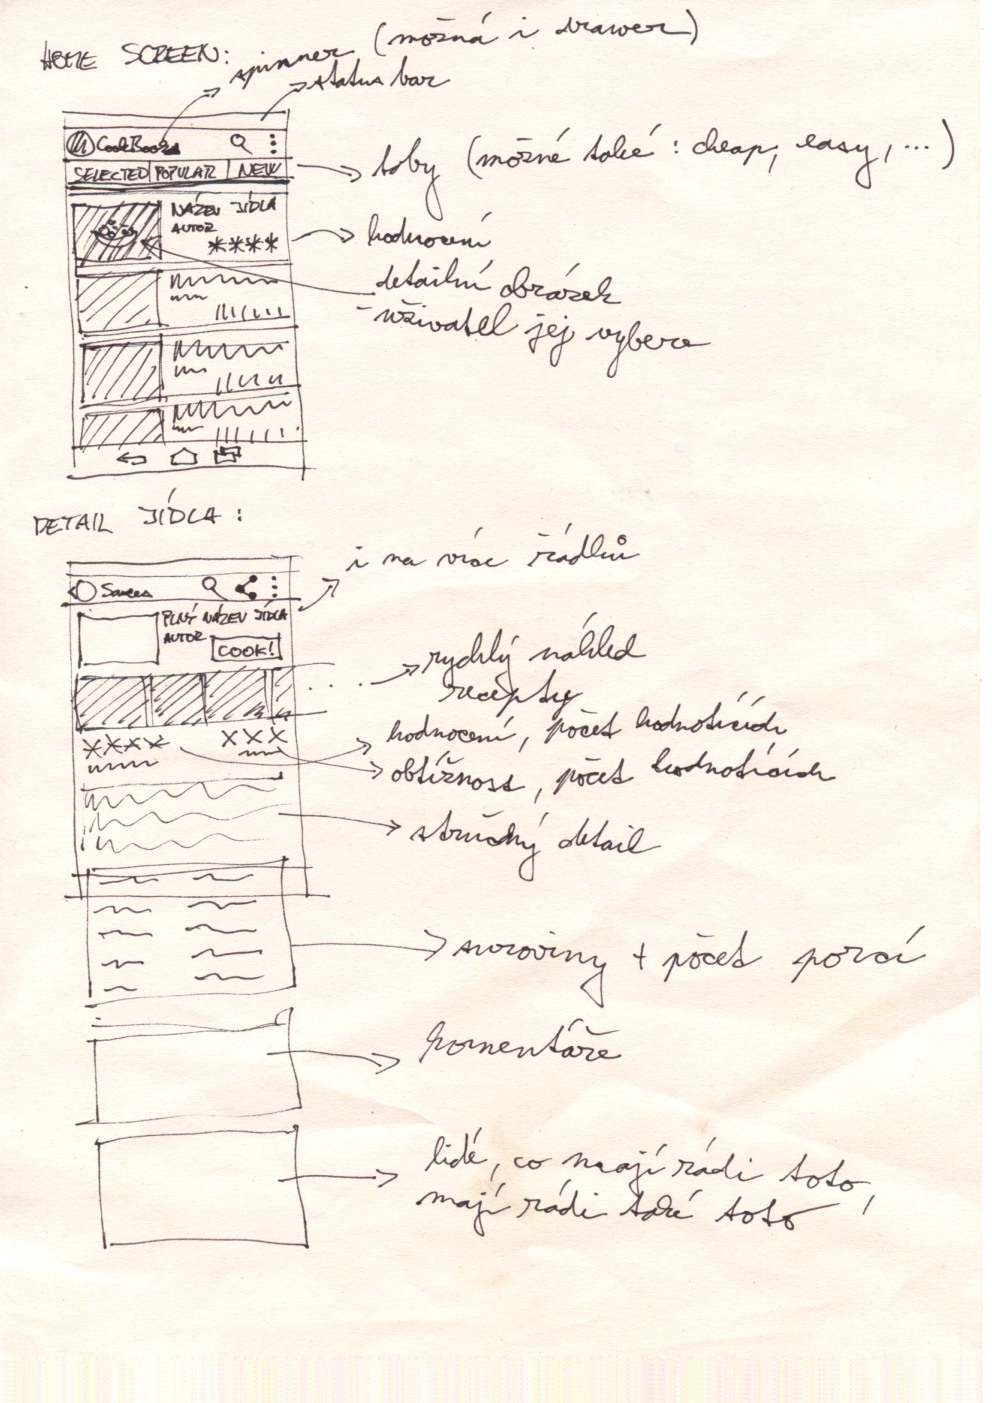 HOME SCREEN:
spinner (možná i drawer)
status bar
CookBook
SELECTED POPULAR NEW
taby (možné také: cheap, easy, ...)
NÁZEV JÍDLA
AUTOR
hodnocení
detailní obrázek
- uživatel jej vybere
DETAIL JÍDLA:
i na více řádků
PLNÝ NÁZEV JÍDLA
AUTOR
COOK!
rychlý náhled
receptu
hodnocení, počet hodnotících
obtížnost, počet hodnotících
stručný detail
suroviny + počet porcí
komentáře
lidé, co mají rádi toto,
mají rádi také toto